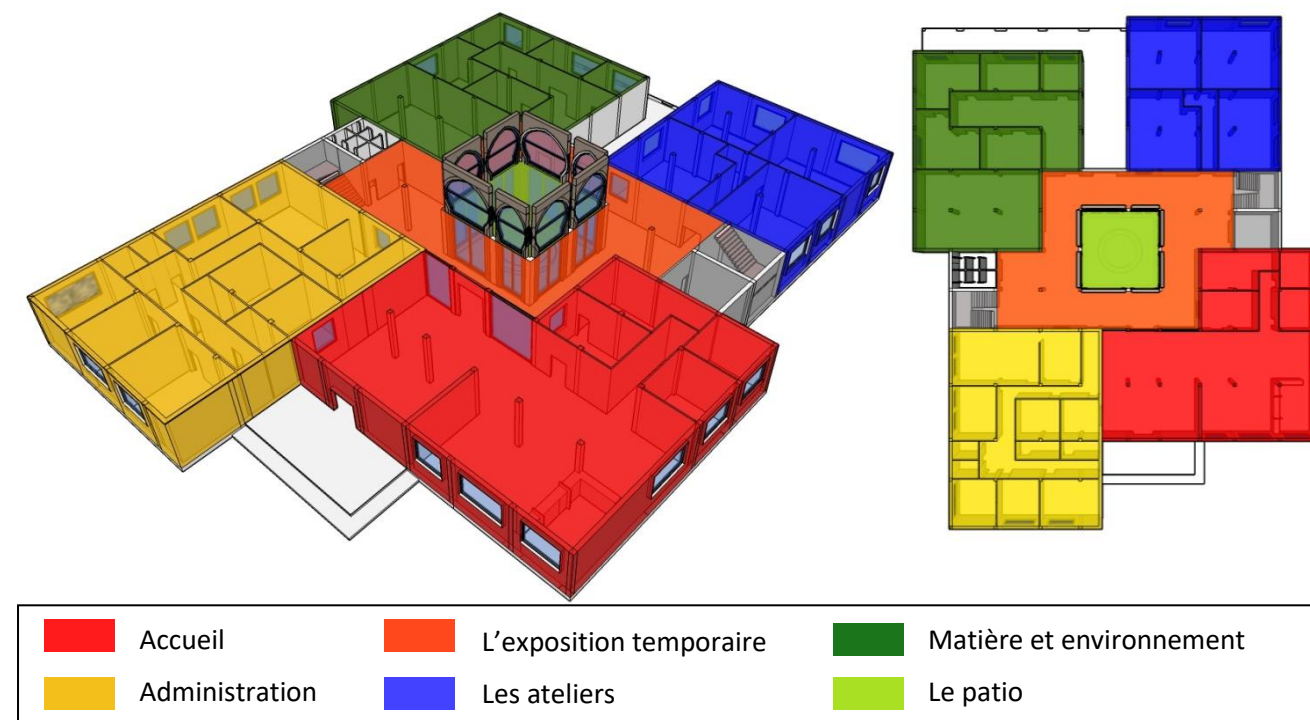 Accueil
L’exposition temporaire
Matière et environnement
Administration
Les ateliers
Le patio